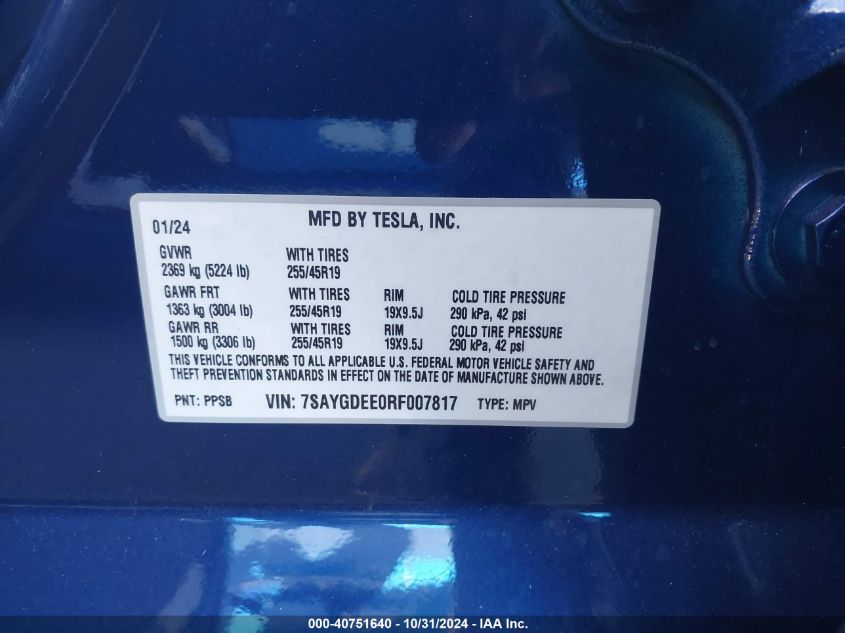 MFD BY TESLA, INC.
01/24
GVWR WITH TIRES
2369 kg (5224 lb) 255/45R19
GAWR FRT WITH TIRES RIM COLD TIRE PRESSURE
1363 kg (3004 lb) 255/45R19 19X9.5J 290 kPa, 42 psi
GAWR RR WITH TIRES RIM COLD TIRE PRESSURE
1500 kg (3306 lb) 255/45R19 19X9.5J 290 kPa, 42 psi
THIS VEHICLE CONFORMS TO ALL APPLICABLE U.S. FEDERAL MOTOR VEHICLE SAFETY AND
THEFT PREVENTION STANDARDS IN EFFECT ON THE DATE OF MANUFACTURE SHOWN ABOVE.
PNT: PPSB VIN: 7SAYGDEE0RF007817 TYPE: MPV
000-40751640 - 10/31/2024 - IAA Inc.